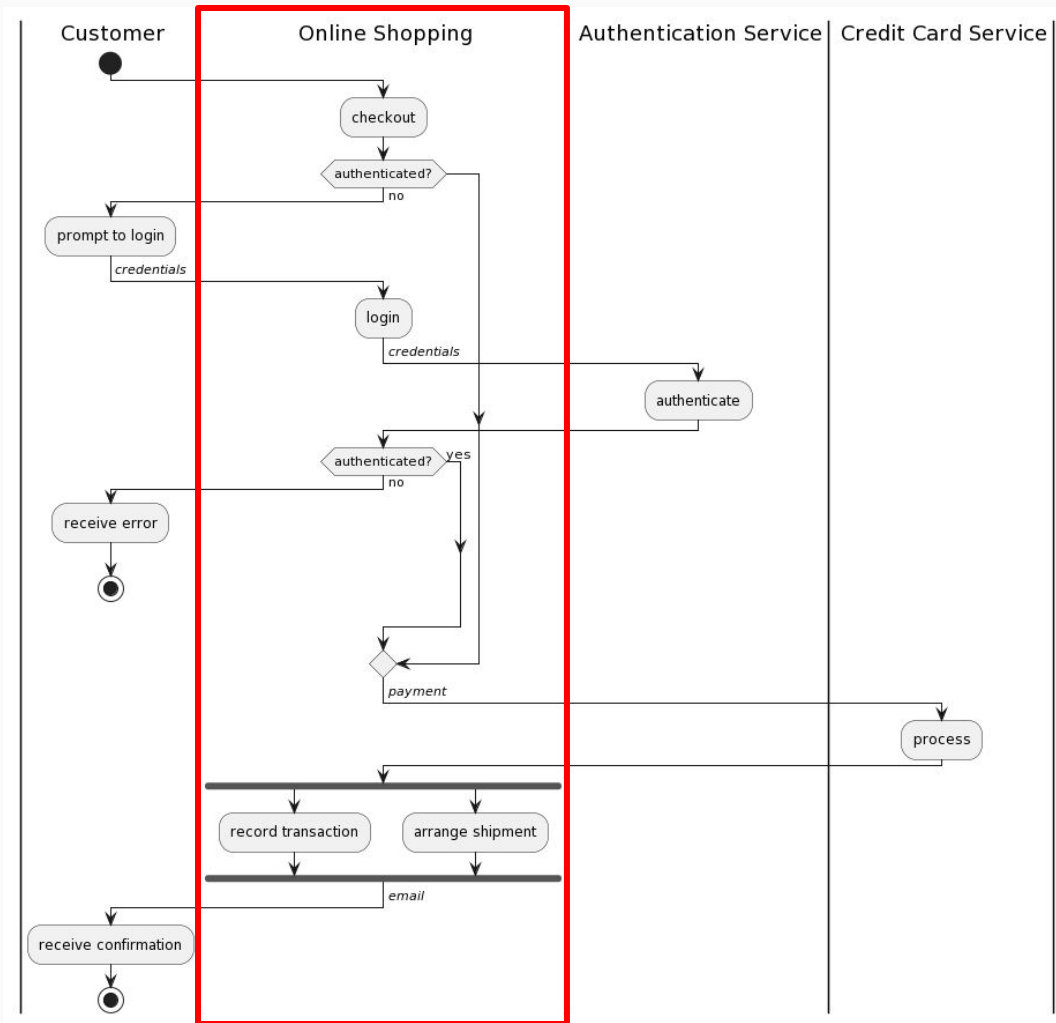 Customer
Online Shopping
Authentication Service
Credit Card Service
checkout
authenticated?
no
prompt to login
credentials
login
credentials
authenticate
authenticated?
yes
no
receive error
payment
process
record transaction
arrange shipment
email
receive confirmation